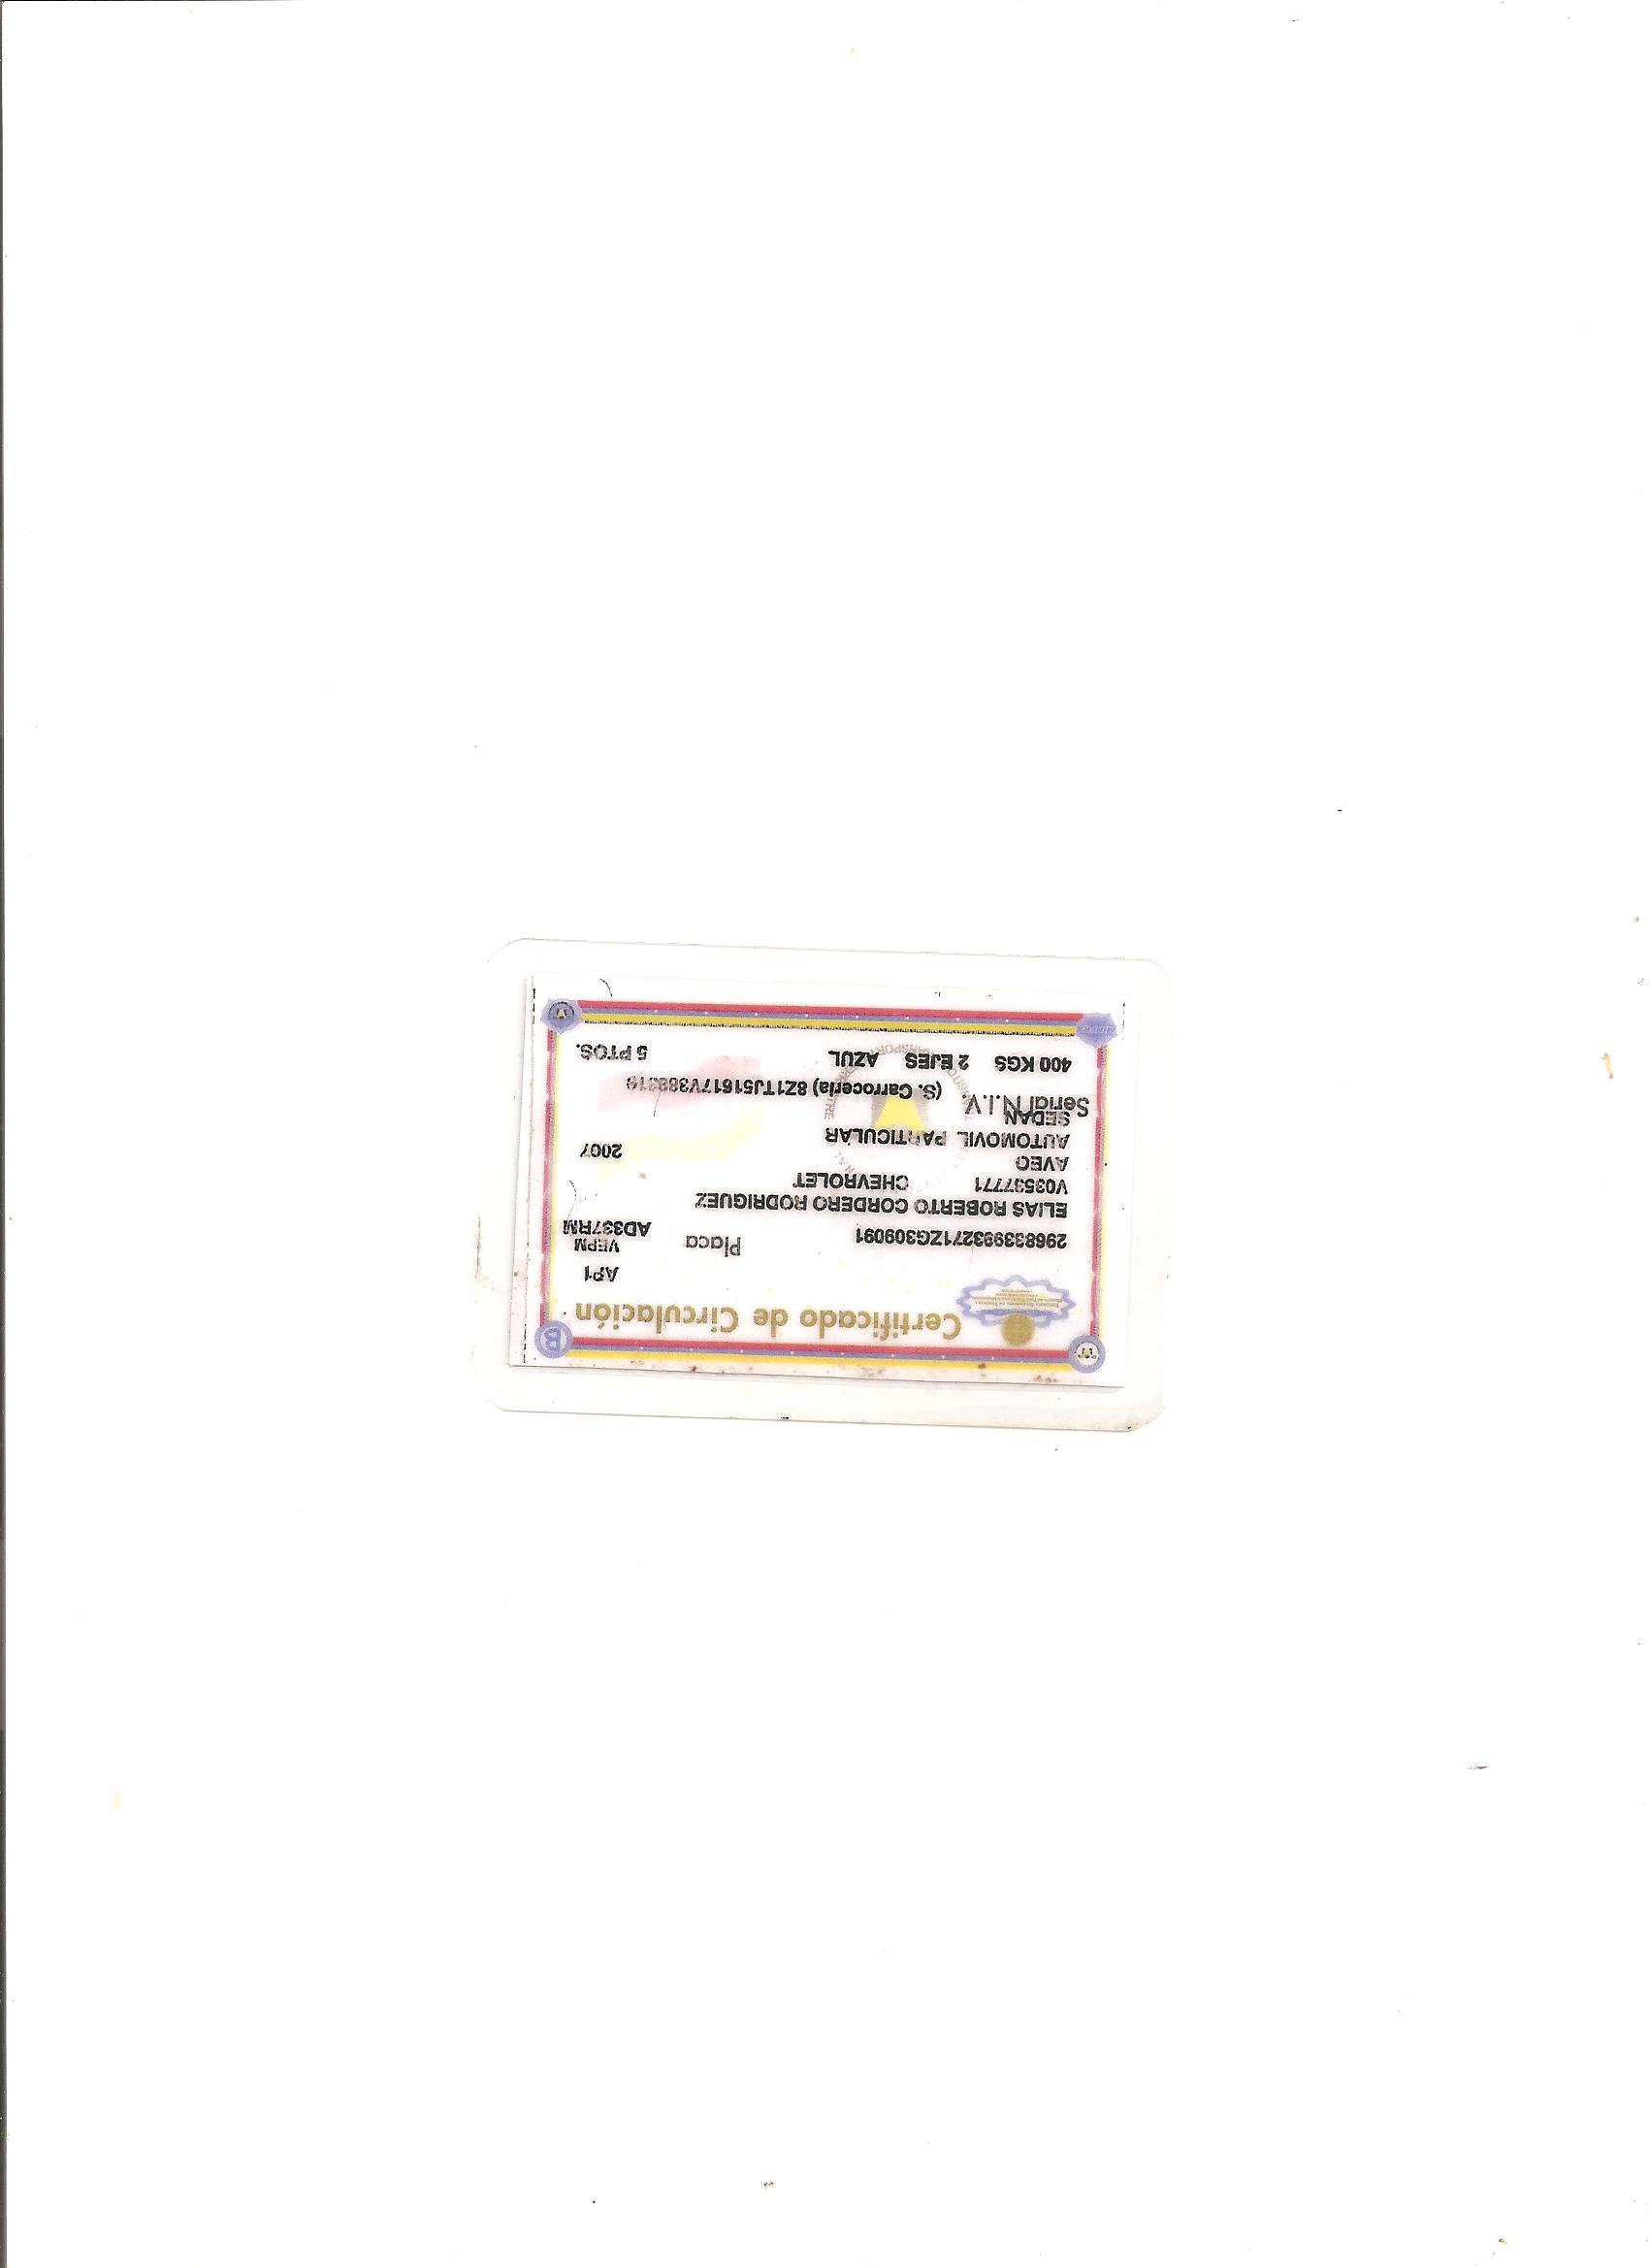 Certificado de Circulación
AP1
VEPM
296833993271ZG309091 Placa AD337RM
ELIAS ROBERTO CORDERO RODRIGUEZ
V03537771 CHEVROLET
AVEO 2007
AUTOMOVIL PARTICULAR
SEDAN
Serial N.I.V. (S. Carroceria)
400 KGS 2 EJES AZUL 5 PTOS.
B